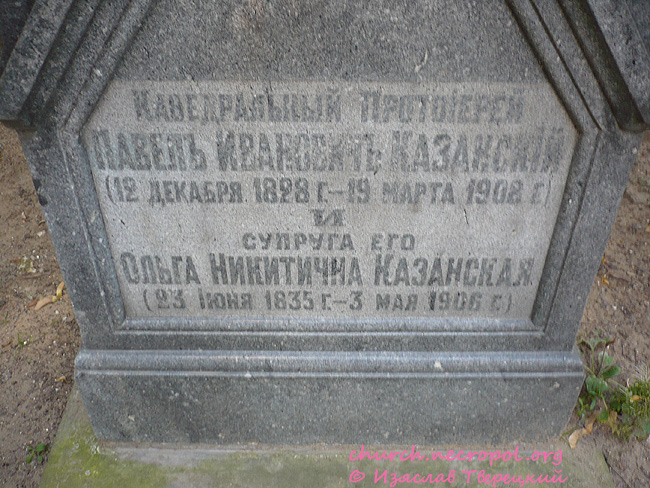 Каѳедральный Протоіерей
Павелъ Ивановичъ Казанскій
(12 декабря 1828 г. – 19 марта 1908 г.)
и
супруга его
Ольга Никитична Казанская
(23 іюня 1835 г. – 3 мая 1906 г.)
church.necropol.org
© Изяслав Тверецкий